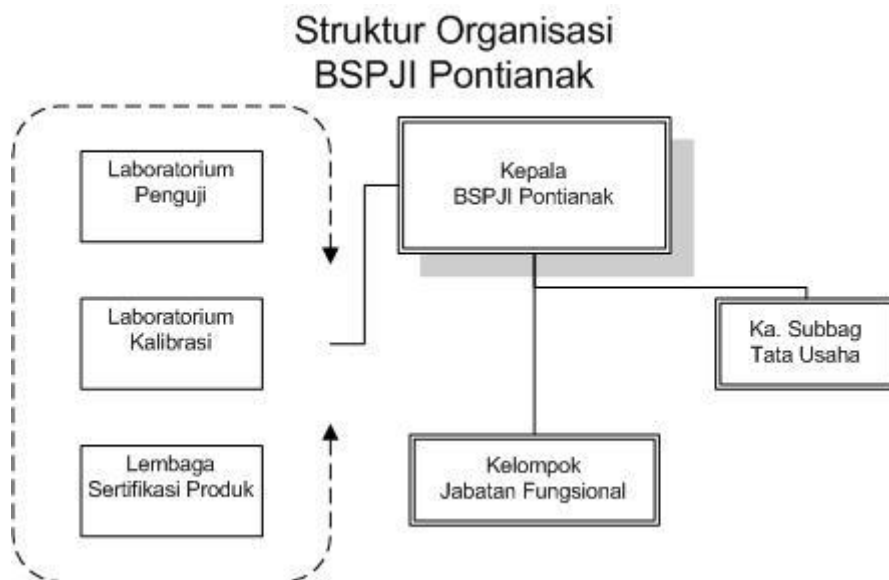 Struktur Organisasi
BSPJI Pontianak
Laboratorium
Penguji
Kepala
BSPJI Pontianak
Laboratorium
Kalibrasi
Ka. Subbag
Tata Usaha
Lembaga
Sertifikasi Produk
Kelompok
Jabatan Fungsional